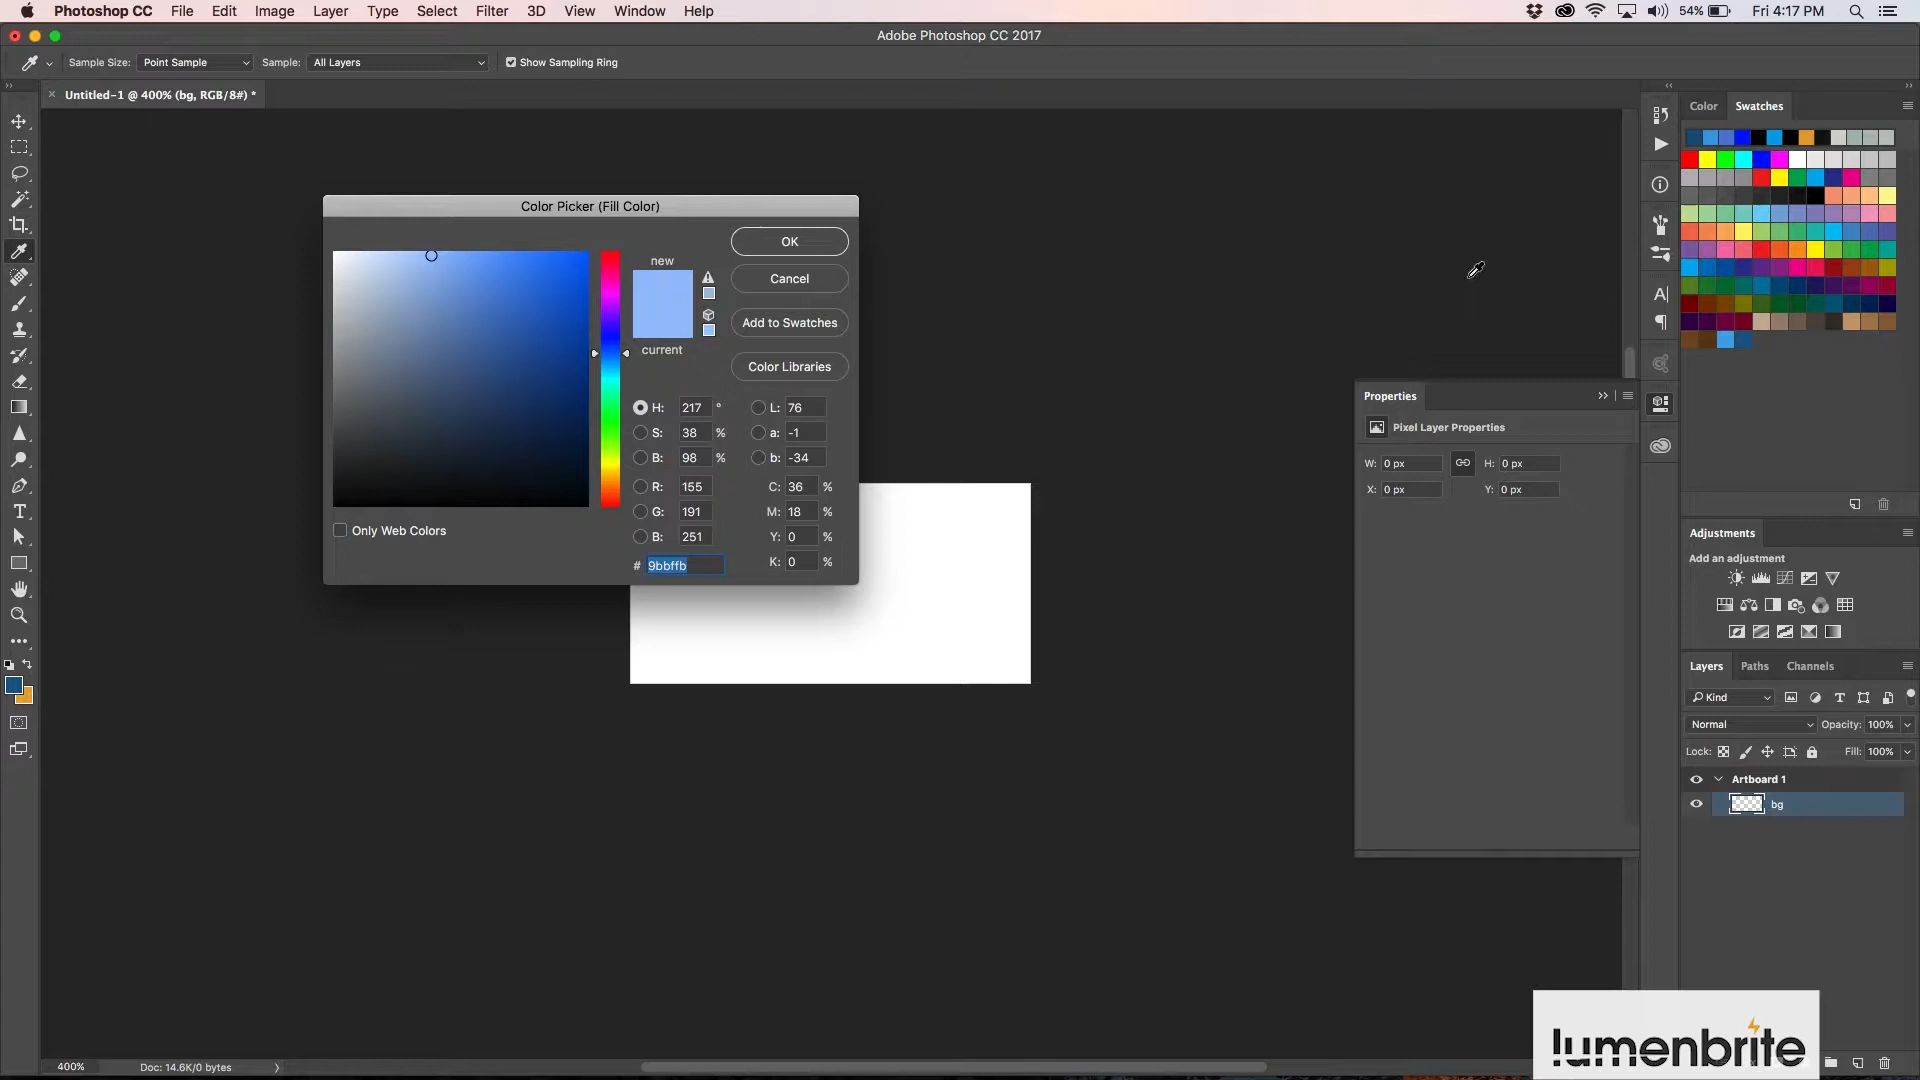 Photoshop CC File Edit Image Layer Type Select Filter 3D View Window Help 54% Fri 4:17 PM
Adobe Photoshop CC 2017
Sample Size: Point Sample Sample: All Layers Show Sampling Ring
Untitled-1 @ 400% (bg, RGB/8#) *
Color Swatches
Color Picker (Fill Color)
new
current
OK
Cancel
Add to Swatches
Color Libraries
H: 217 ° L: 76
S: 38 % a: -1
B: 98 % b: -34
R: 155 C: 36 %
G: 191 M: 18 %
B: 251 Y: 0 %
# 9bbffb K: 0 %
Only Web Colors
Properties
Pixel Layer Properties
W: 0 px H: 0 px
X: 0 px Y: 0 px
Adjustments
Add an adjustment
Layers Paths Channels
Kind
Normal Opacity: 100%
Lock: Fill: 100%
Artboard 1
bg
400% Doc: 14.6K/0 bytes
lumenbrite